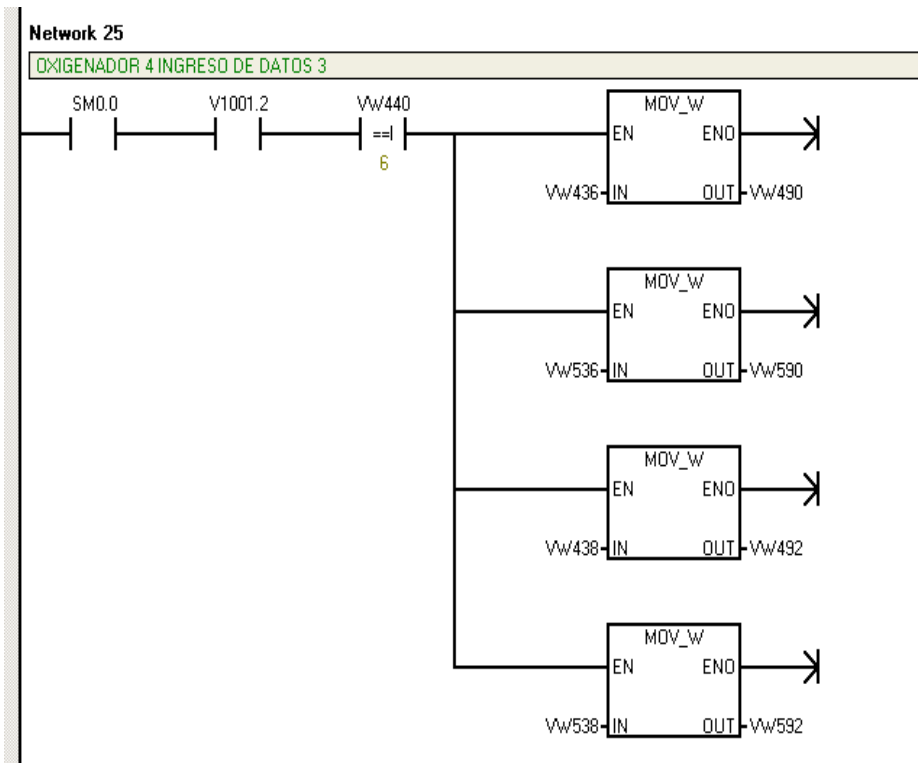 Network 25
OXIGENADOR 4 INGRESO DE DATOS 3
SM0.0 V1001.2 VW440
==I
6
MOV_W
EN ENO
VW436 IN OUT VW490
MOV_W
EN ENO
VW536 IN OUT VW590
MOV_W
EN ENO
VW438 IN OUT VW492
MOV_W
EN ENO
VW538 IN OUT VW592